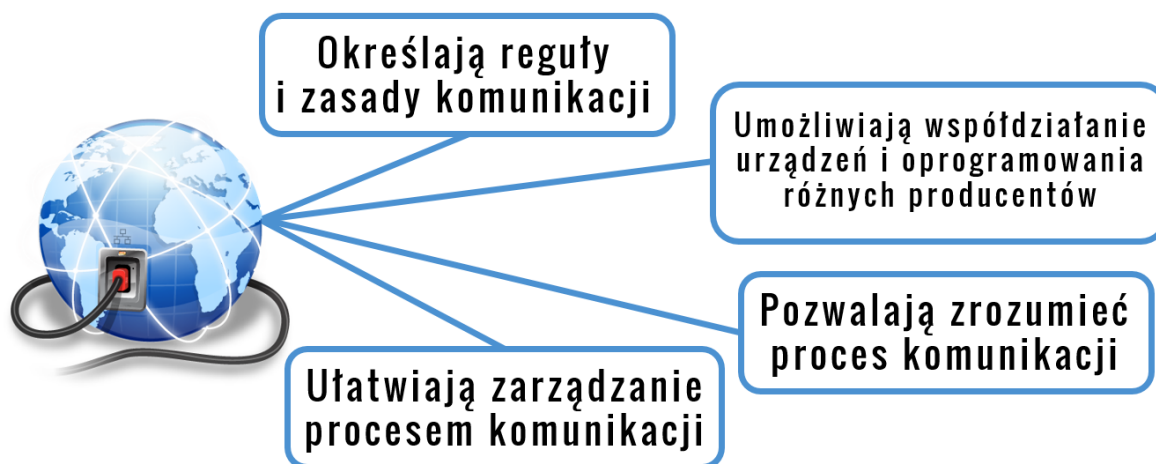 Określają reguły
i zasady komunikacji
Umożliwiają współdziałanie
urządzeń i oprogramowania
różnych producentów
Pozwalają zrozumieć
proces komunikacji
Ułatwiają zarządzanie
procesem komunikacji